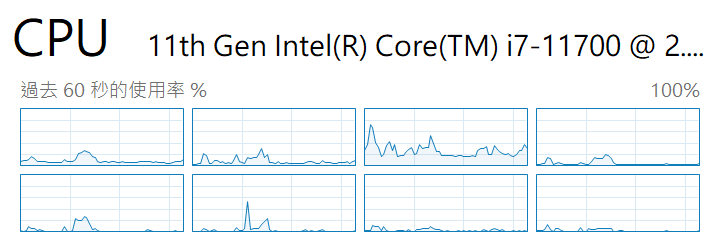 CPU
11th Gen Intel(R) Core(TM) i7-11700 @ 2....
過去 60 秒的使用率 %
100%